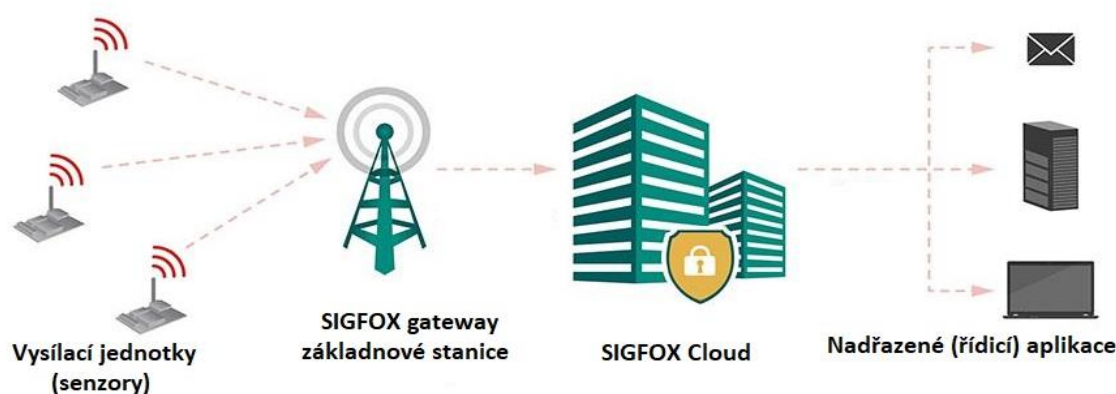 Vysílací jednotky
(senzory)
SIGFOX gateway
základnové stanice
SIGFOX Cloud
Nadřazené (řídicí) aplikace